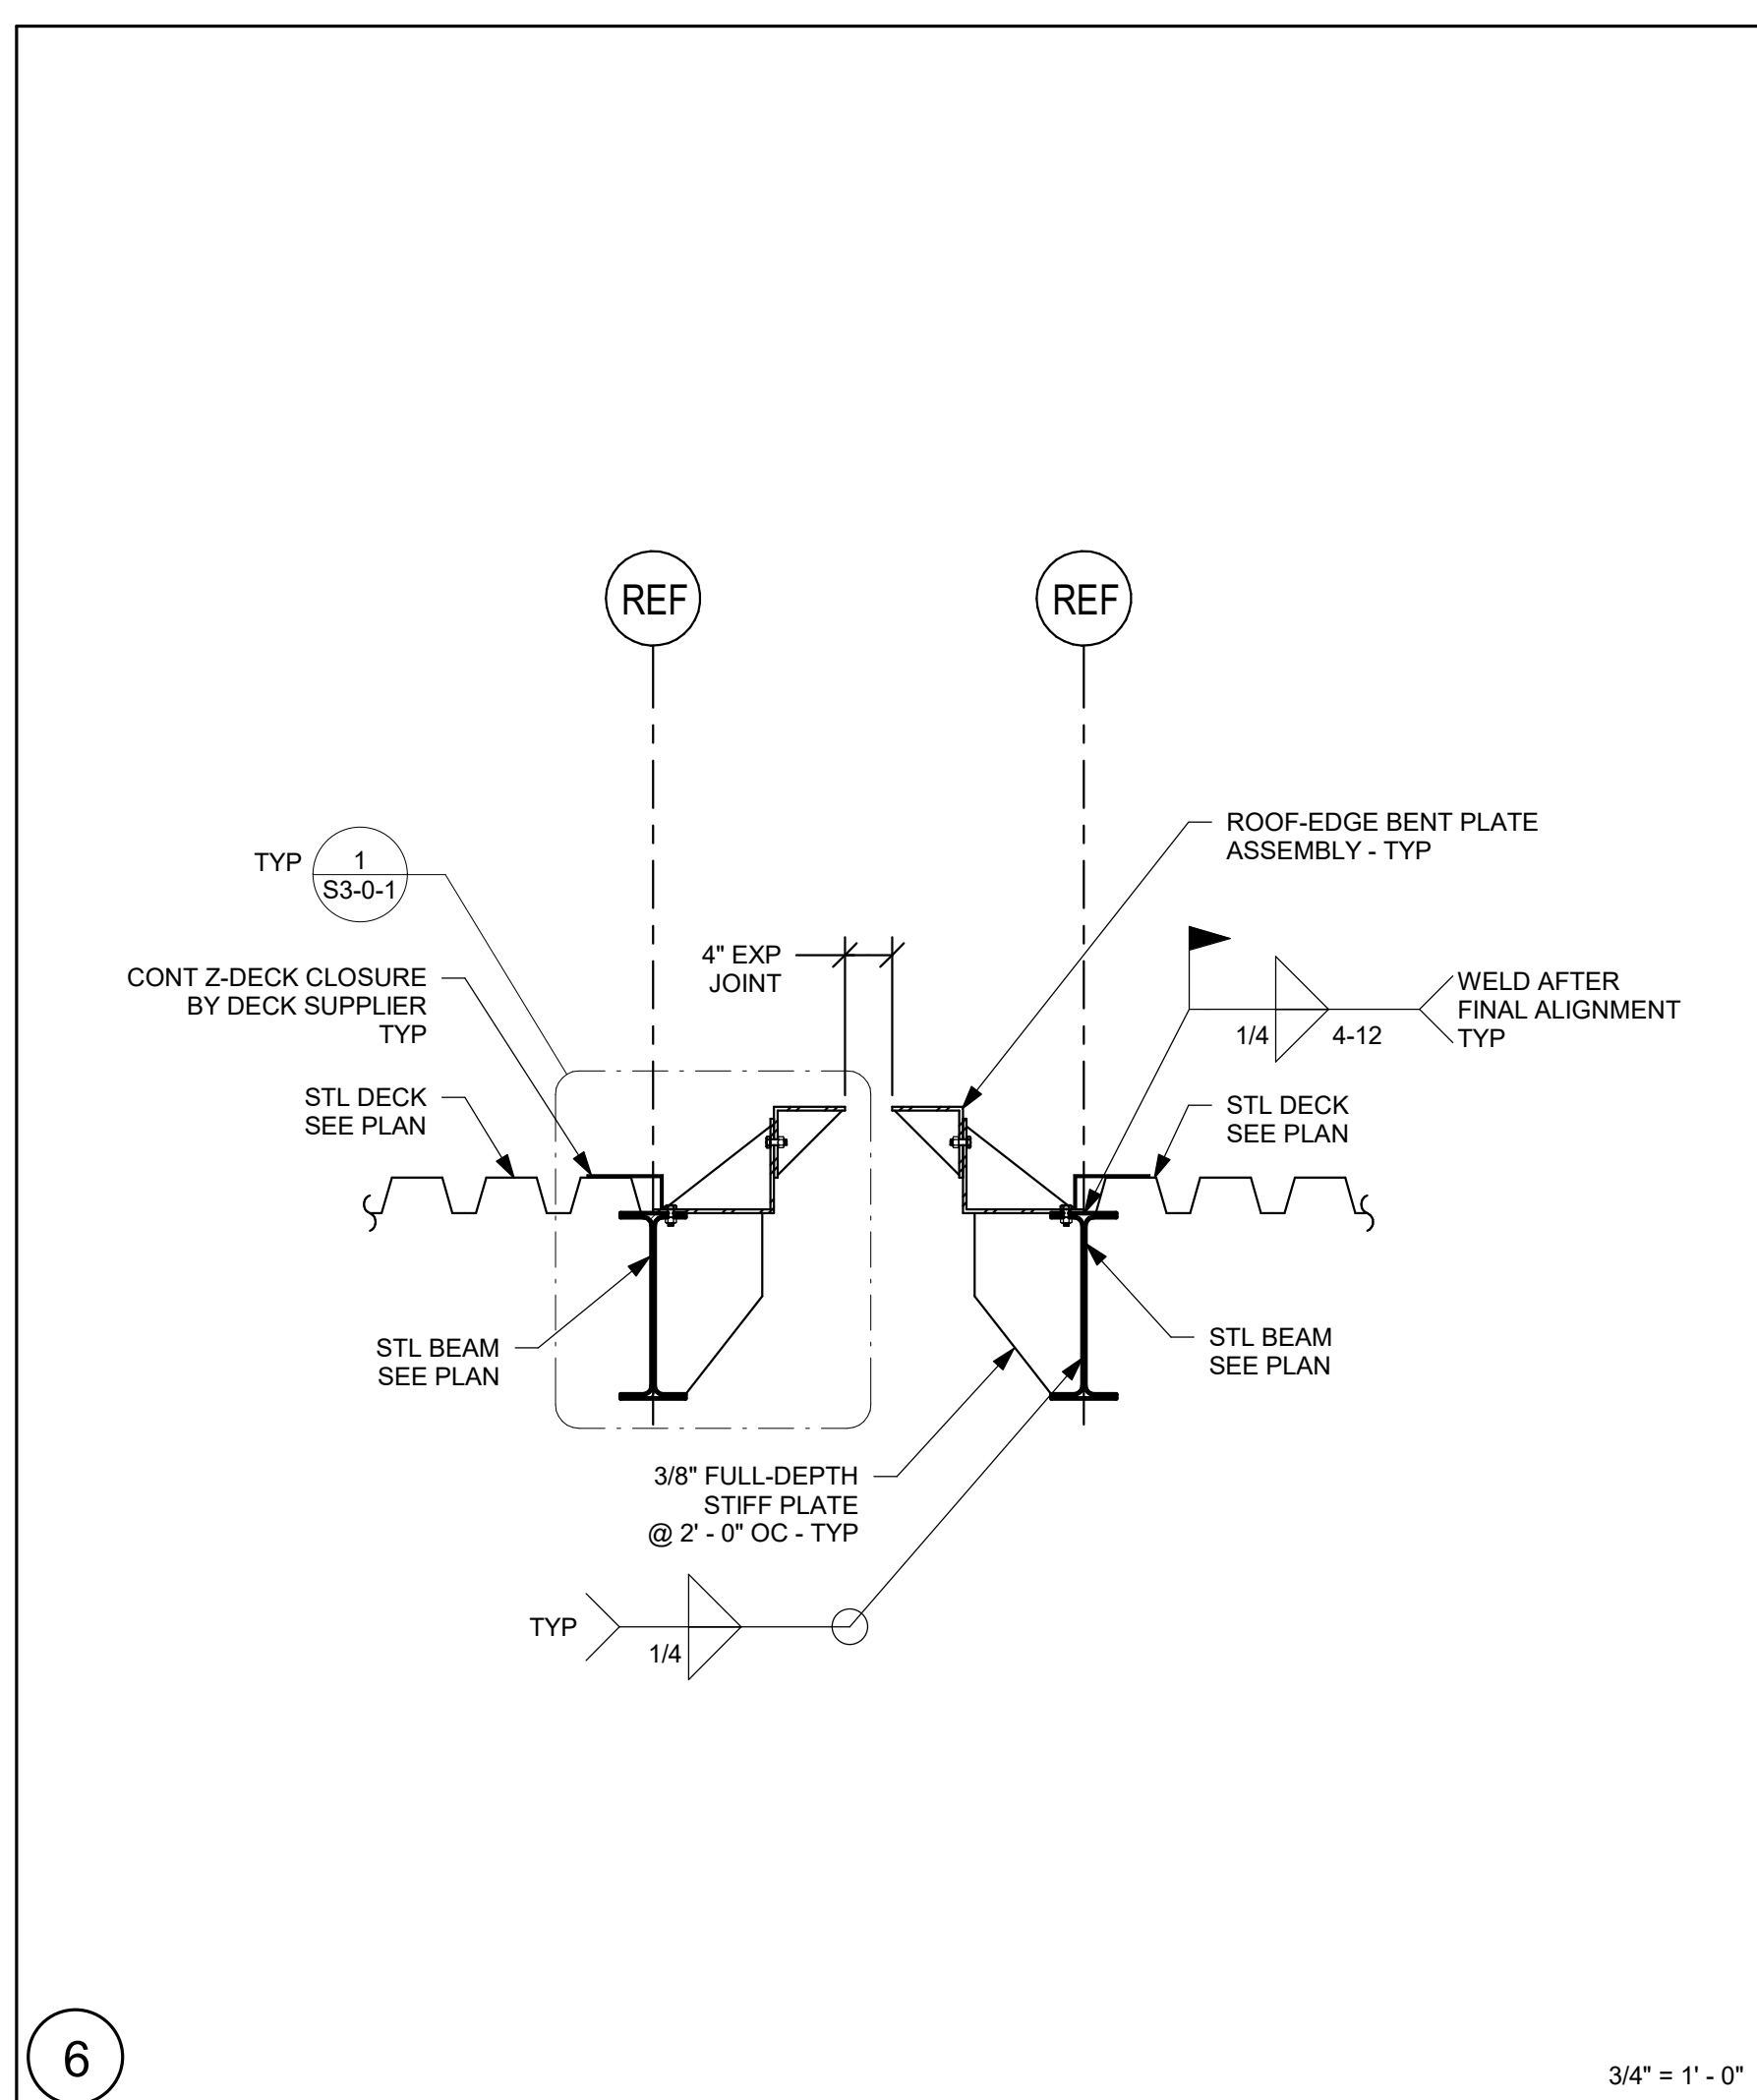 REF
REF
TYP
1
S3-0-1
ROOF-EDGE BENT PLATE
ASSEMBLY - TYP
4" EXP
JOINT
CONT Z-DECK CLOSURE
BY DECK SUPPLIER
TYP
WELD AFTER
FINAL ALIGNMENT
TYP
1/4
4-12
STL DECK
SEE PLAN
STL DECK
SEE PLAN
STL BEAM
SEE PLAN
STL BEAM
SEE PLAN
3/8" FULL-DEPTH
STIFF PLATE
@ 2' - 0" OC - TYP
TYP
1/4
6
3/4" = 1' - 0"